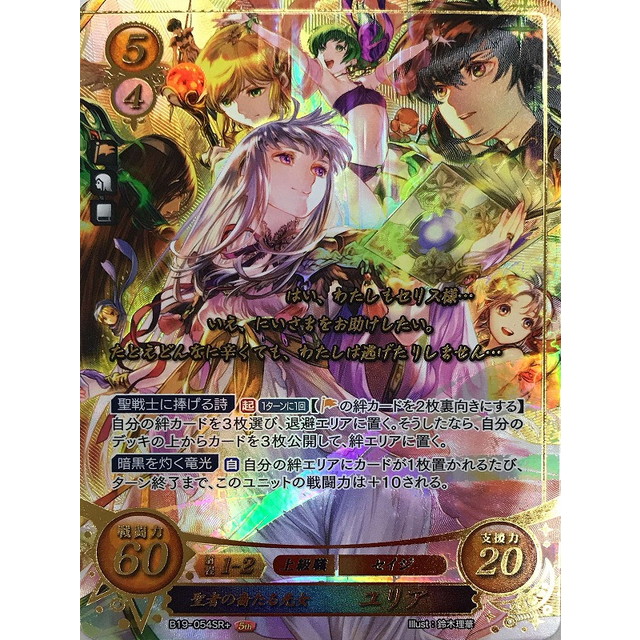 5
4
はい、わたしもセリス様…
いえ、にいさまをお助けしたい。
たとえどんなに辛くても、わたしは逃げたりしません…
聖戦士に捧げる詩 起 1ターンに1回 【 の絆カードを2枚裏向きにする】
自分の絆カードを3枚選び、退避エリアに置く。そうしたなら、自分の
デッキの上からカードを3枚公開して、絆エリアに置く。
暗黒を灼く竜光 自 自分の絆エリアにカードが1枚置かれるたび、
ターン終了まで、このユニットの戦闘力は+10される。
戦闘力
60
射程 1-2 上級職 セイジ
支援力
20
ユリア
B19-054SR+ 5th Illust:鈴木理華